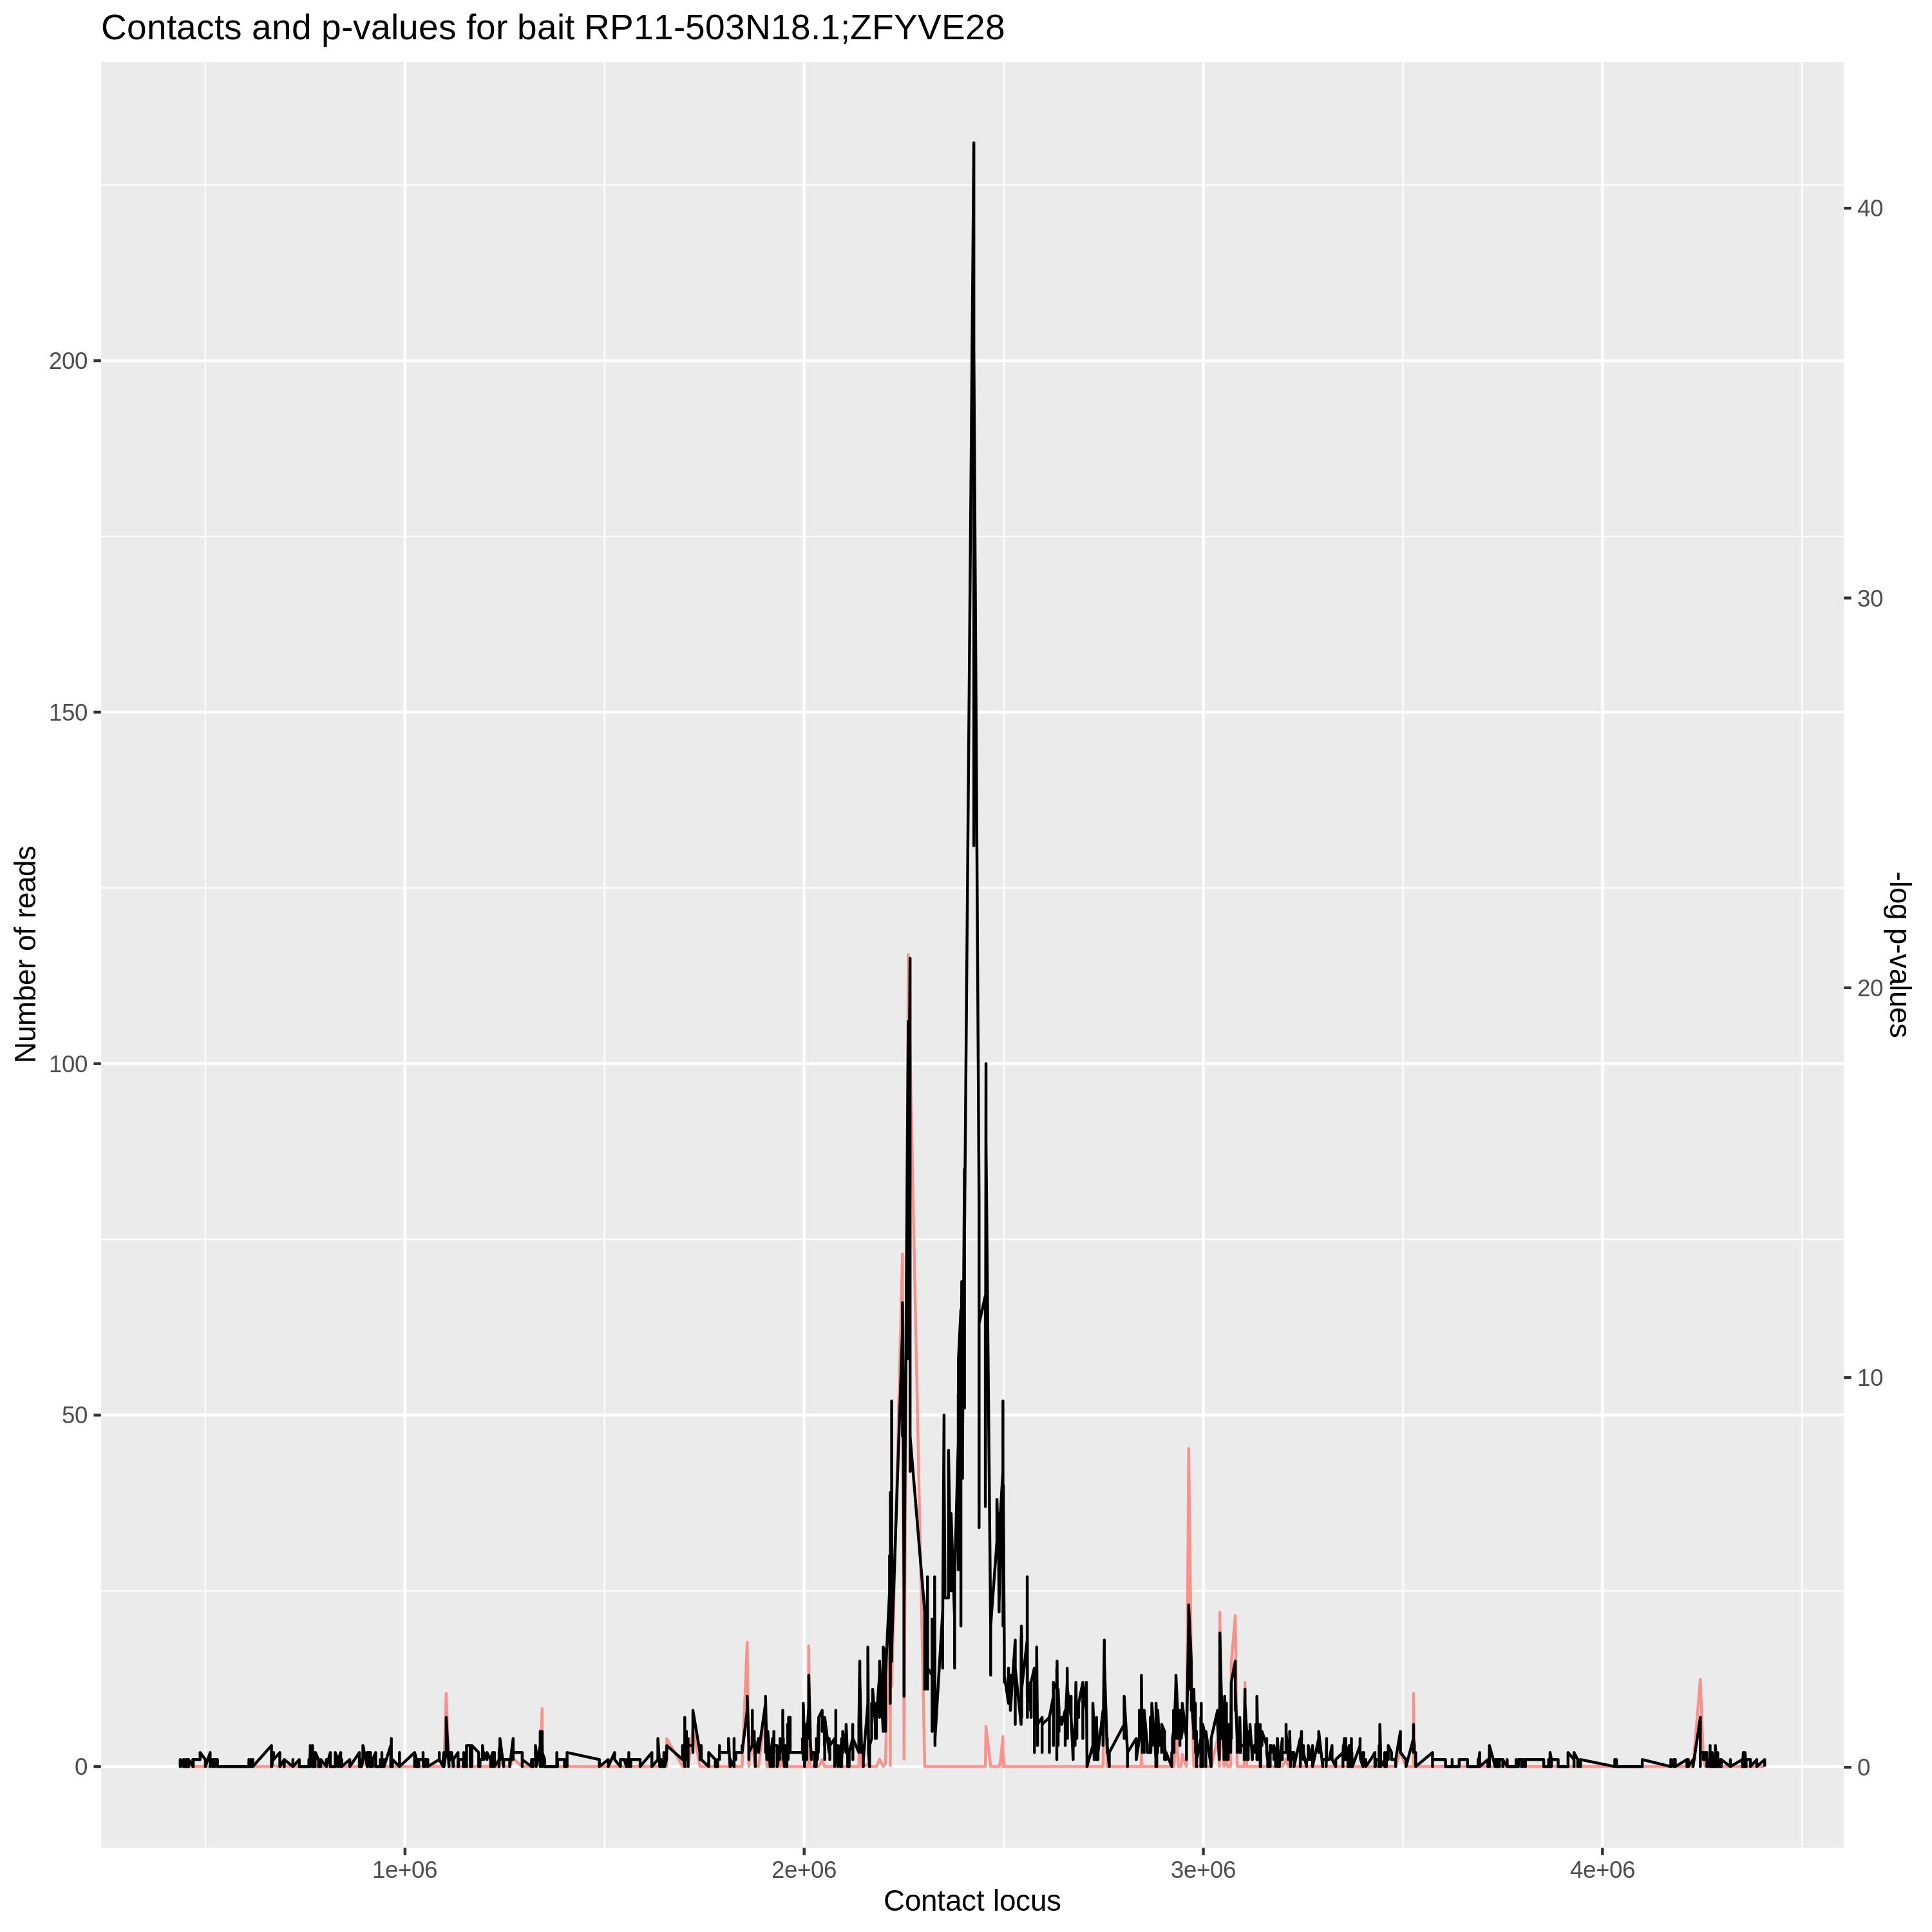 Contacts and p-values for bait RP11-503N18.1;ZFYVE28
Number of reads
200
150
100
50
0
40
30
20
10
0
-log p-values
1e+06
2e+06
3e+06
4e+06
Contact locus